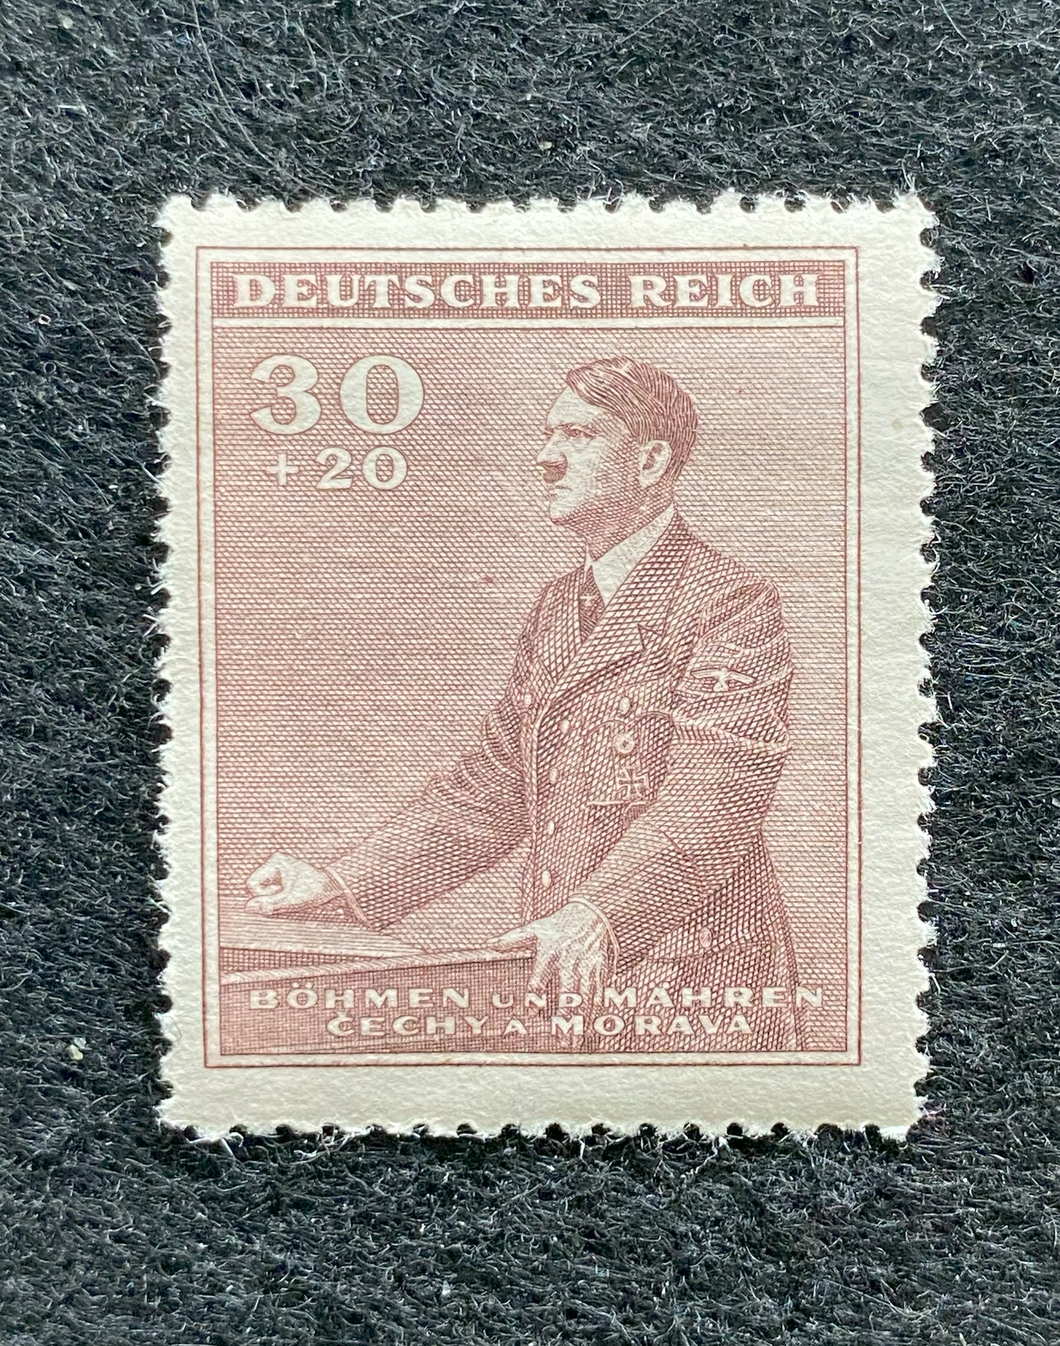 DEUTSCHES REICH
30
+20
BÖHMEN UND MÄHREN
ČECHY A MORAVA